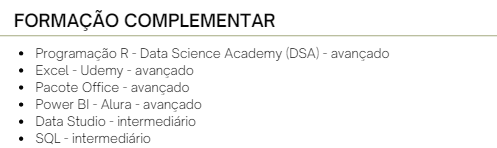 FORMAÇÃO COMPLEMENTAR
• Programação R - Data Science Academy (DSA) - avançado
• Excel - Udemy - avançado
• Pacote Office - avançado
• Power BI - Alura - avançado
• Data Studio - intermediário
• SQL - intermediário